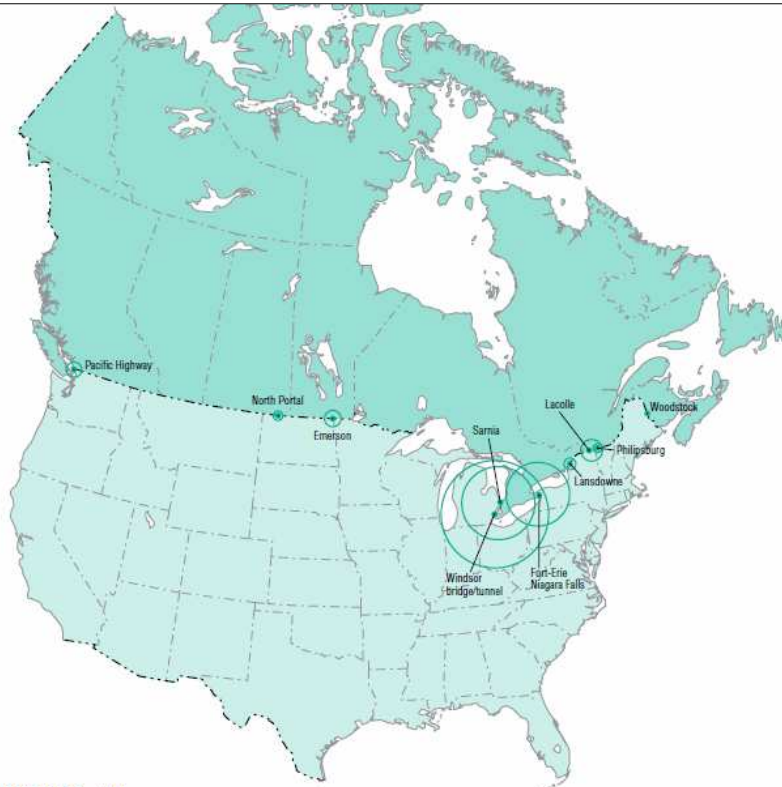 Pacific Highway
North Portal
Emerson
Sarnia
Lacolle
Woodstock
Philipsburg
Lansdowne
Windsor
bridge/tunnel
Fort-Erie
Niagara Falls